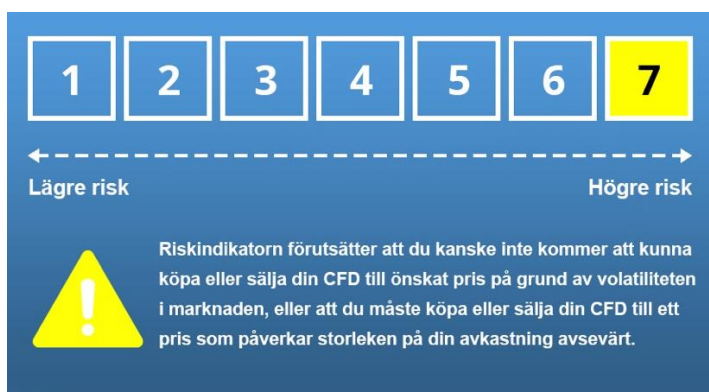 1 2 3 4 5 6 7
Lägre risk Högre risk
Riskindikatorn förutsätter att du kanske inte kommer att kunna
köpa eller sälja din CFD till önskat pris på grund av volatiliteten
i marknaden, eller att du måste köpa eller sälja din CFD till ett
pris som påverkar storleken på din avkastning avsevärt.